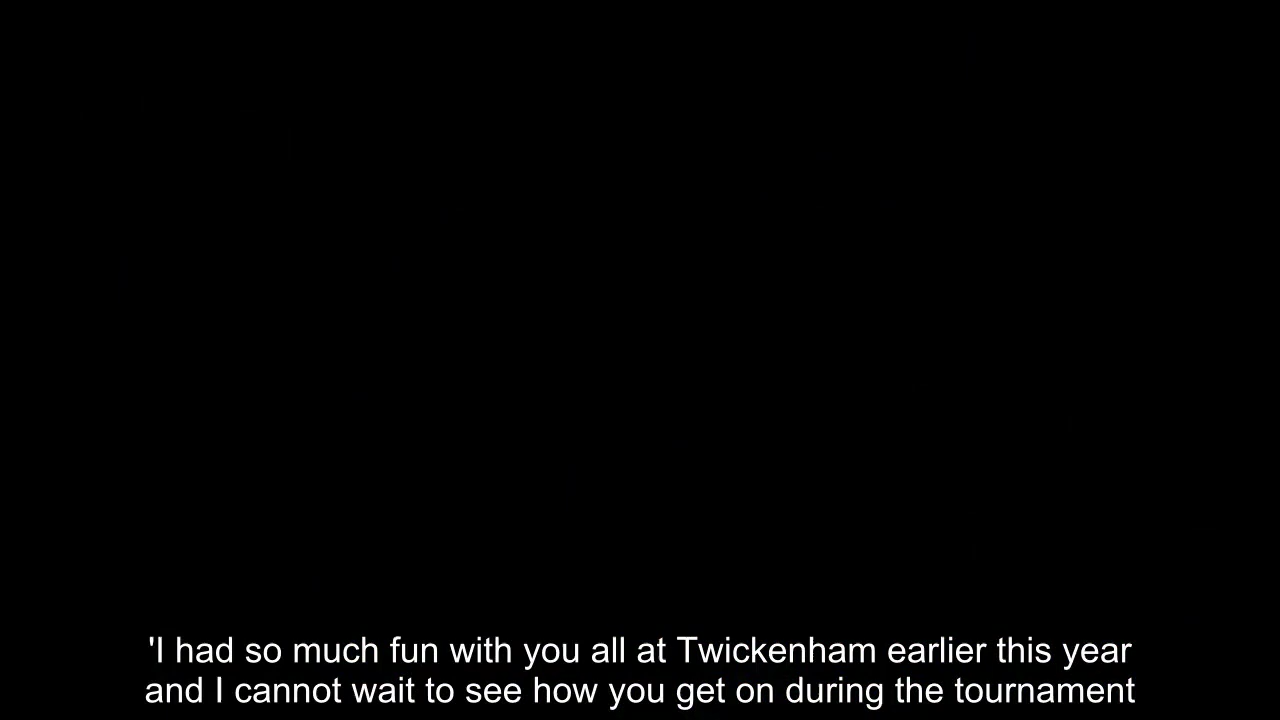 'I had so much fun with you all at Twickenham earlier this year
and I cannot wait to see how you get on during the tournament